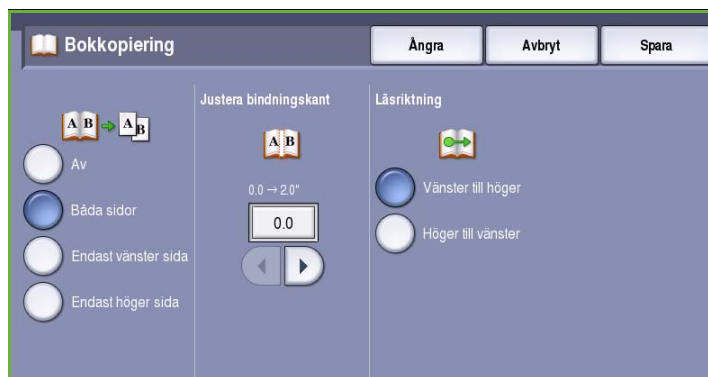 Bokkopiering
Ångra
Avbryt
Spara
A B A B
Av
Båda sidor
Endast vänster sida
Endast höger sida
Justera bindningskant
A B
0.0 → 2.0"
0.0
Läsriktning
Vänster till höger
Höger till vänster